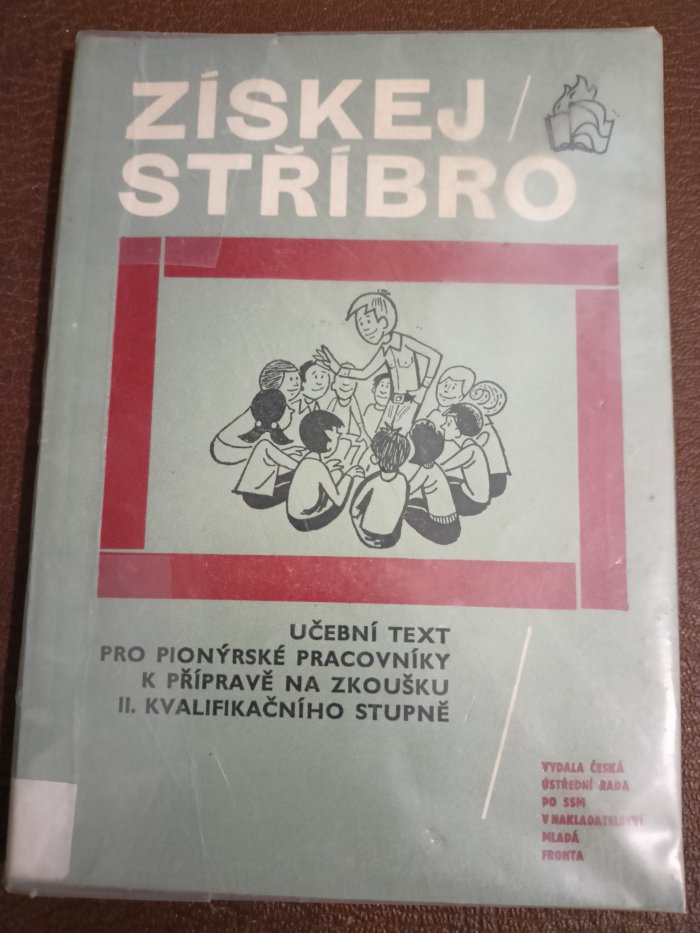 ZÍSKEJ
STŘÍBRO
UČEBNÍ TEXT
PRO PIONÝRSKÉ PRACOVNÍKY
K PŘÍPRAVĚ NA ZKOUŠKU
II. KVALIFIKAČNÍHO STUPNĚ
VYDALA ČESKÁ
ÚSTŘEDNÍ RADA
PO SSM
V NAKLADATELSTVÍ
MLADÁ
FRONTA